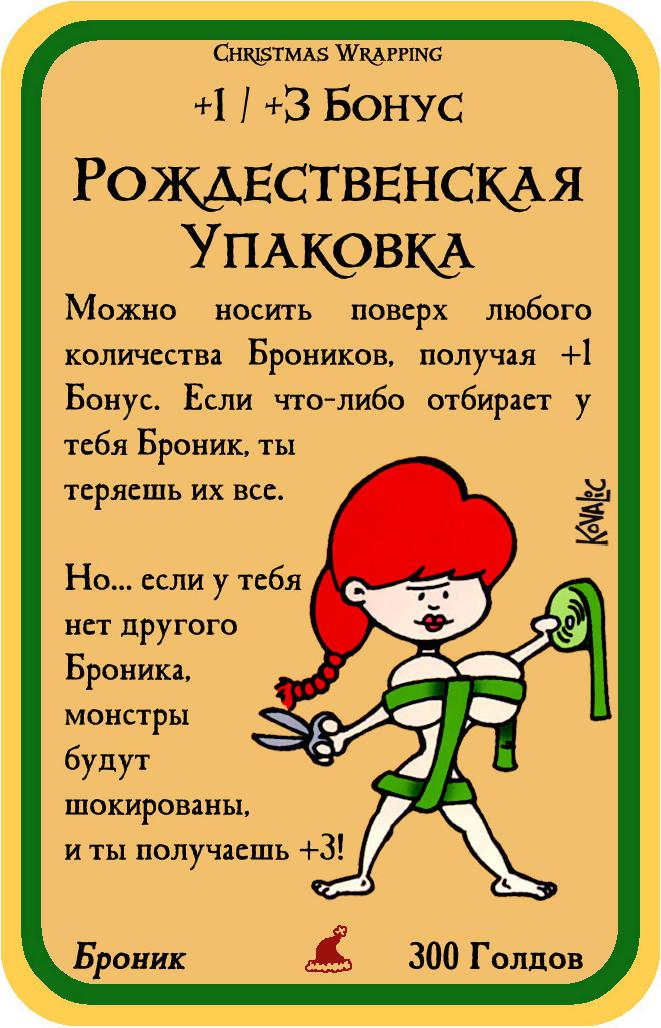 Christmas Wrapping
+1 / +3 Бонус
Рождественская
Упаковка
Можно носить поверх любого
количества Броников, получая +1
Бонус. Если что-либо отбирает у
тебя Броник, ты
теряешь их все.
Kovalic
Но... если у тебя
нет другого
Броника,
монстры
будут
шокированы,
и ты получаешь +3!
Броник
300 Голдов